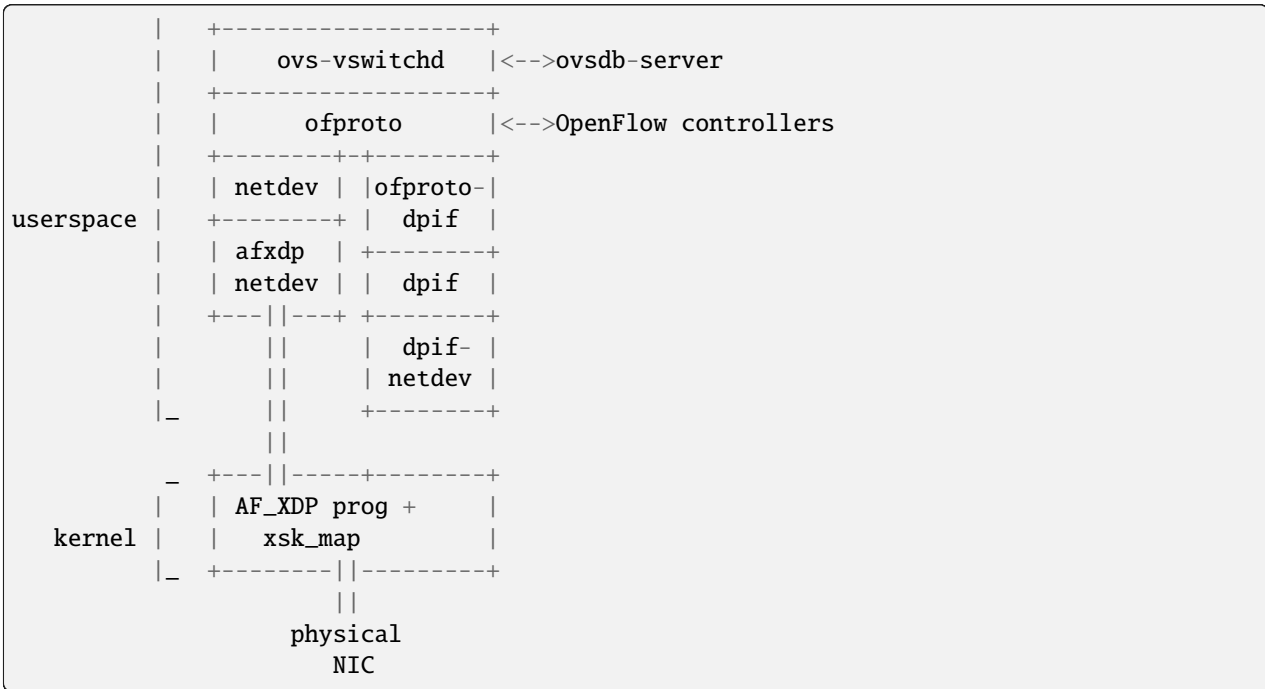 |   +-------------------+
          |   |    ovs-vswitchd   |<-->ovsdb-server
          |   +-------------------+
          |   |      ofproto      |<-->OpenFlow controllers
          |   +--------+-+--------+
          |   | netdev | |ofproto-|
userspace |   +--------+ |  dpif  |
          |   | afxdp  | +--------+
          |   | netdev | |  dpif  |
          |   +---||---+ +--------+
          |       ||     |  dpif- |
          |       ||     | netdev |
          |_      ||     +--------+
                  ||
           _  +---||-----+--------+
          |   | AF_XDP prog +     |
   kernel |   |   xsk_map         |
          |_  +--------||---------+
                       ||
                    physical
                       NIC